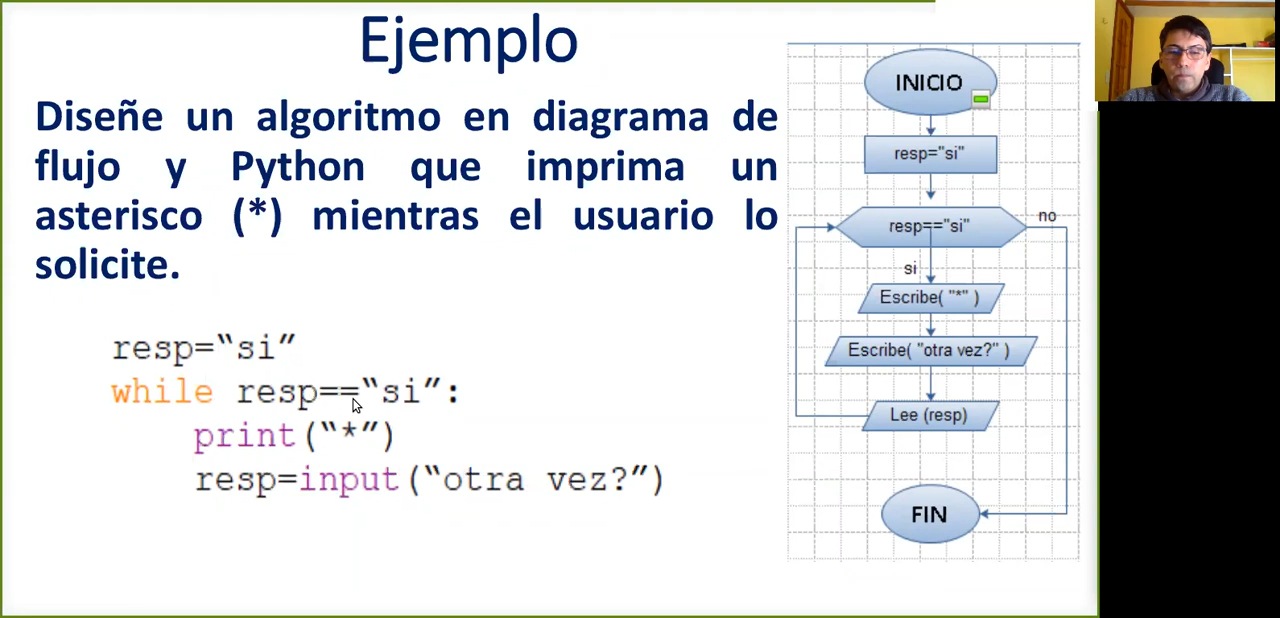 Ejemplo
Diseñe un algoritmo en diagrama de
flujo y Python que imprima un
asterisco (*) mientras el usuario lo
solicite.
resp=“si”
while resp==“si”:
print(“*”)
resp=input(“otra vez?”)
INICIO
resp="si"
resp=="si"
no
si
Escribe( "*" )
Escribe( "otra vez?" )
Lee (resp)
FIN